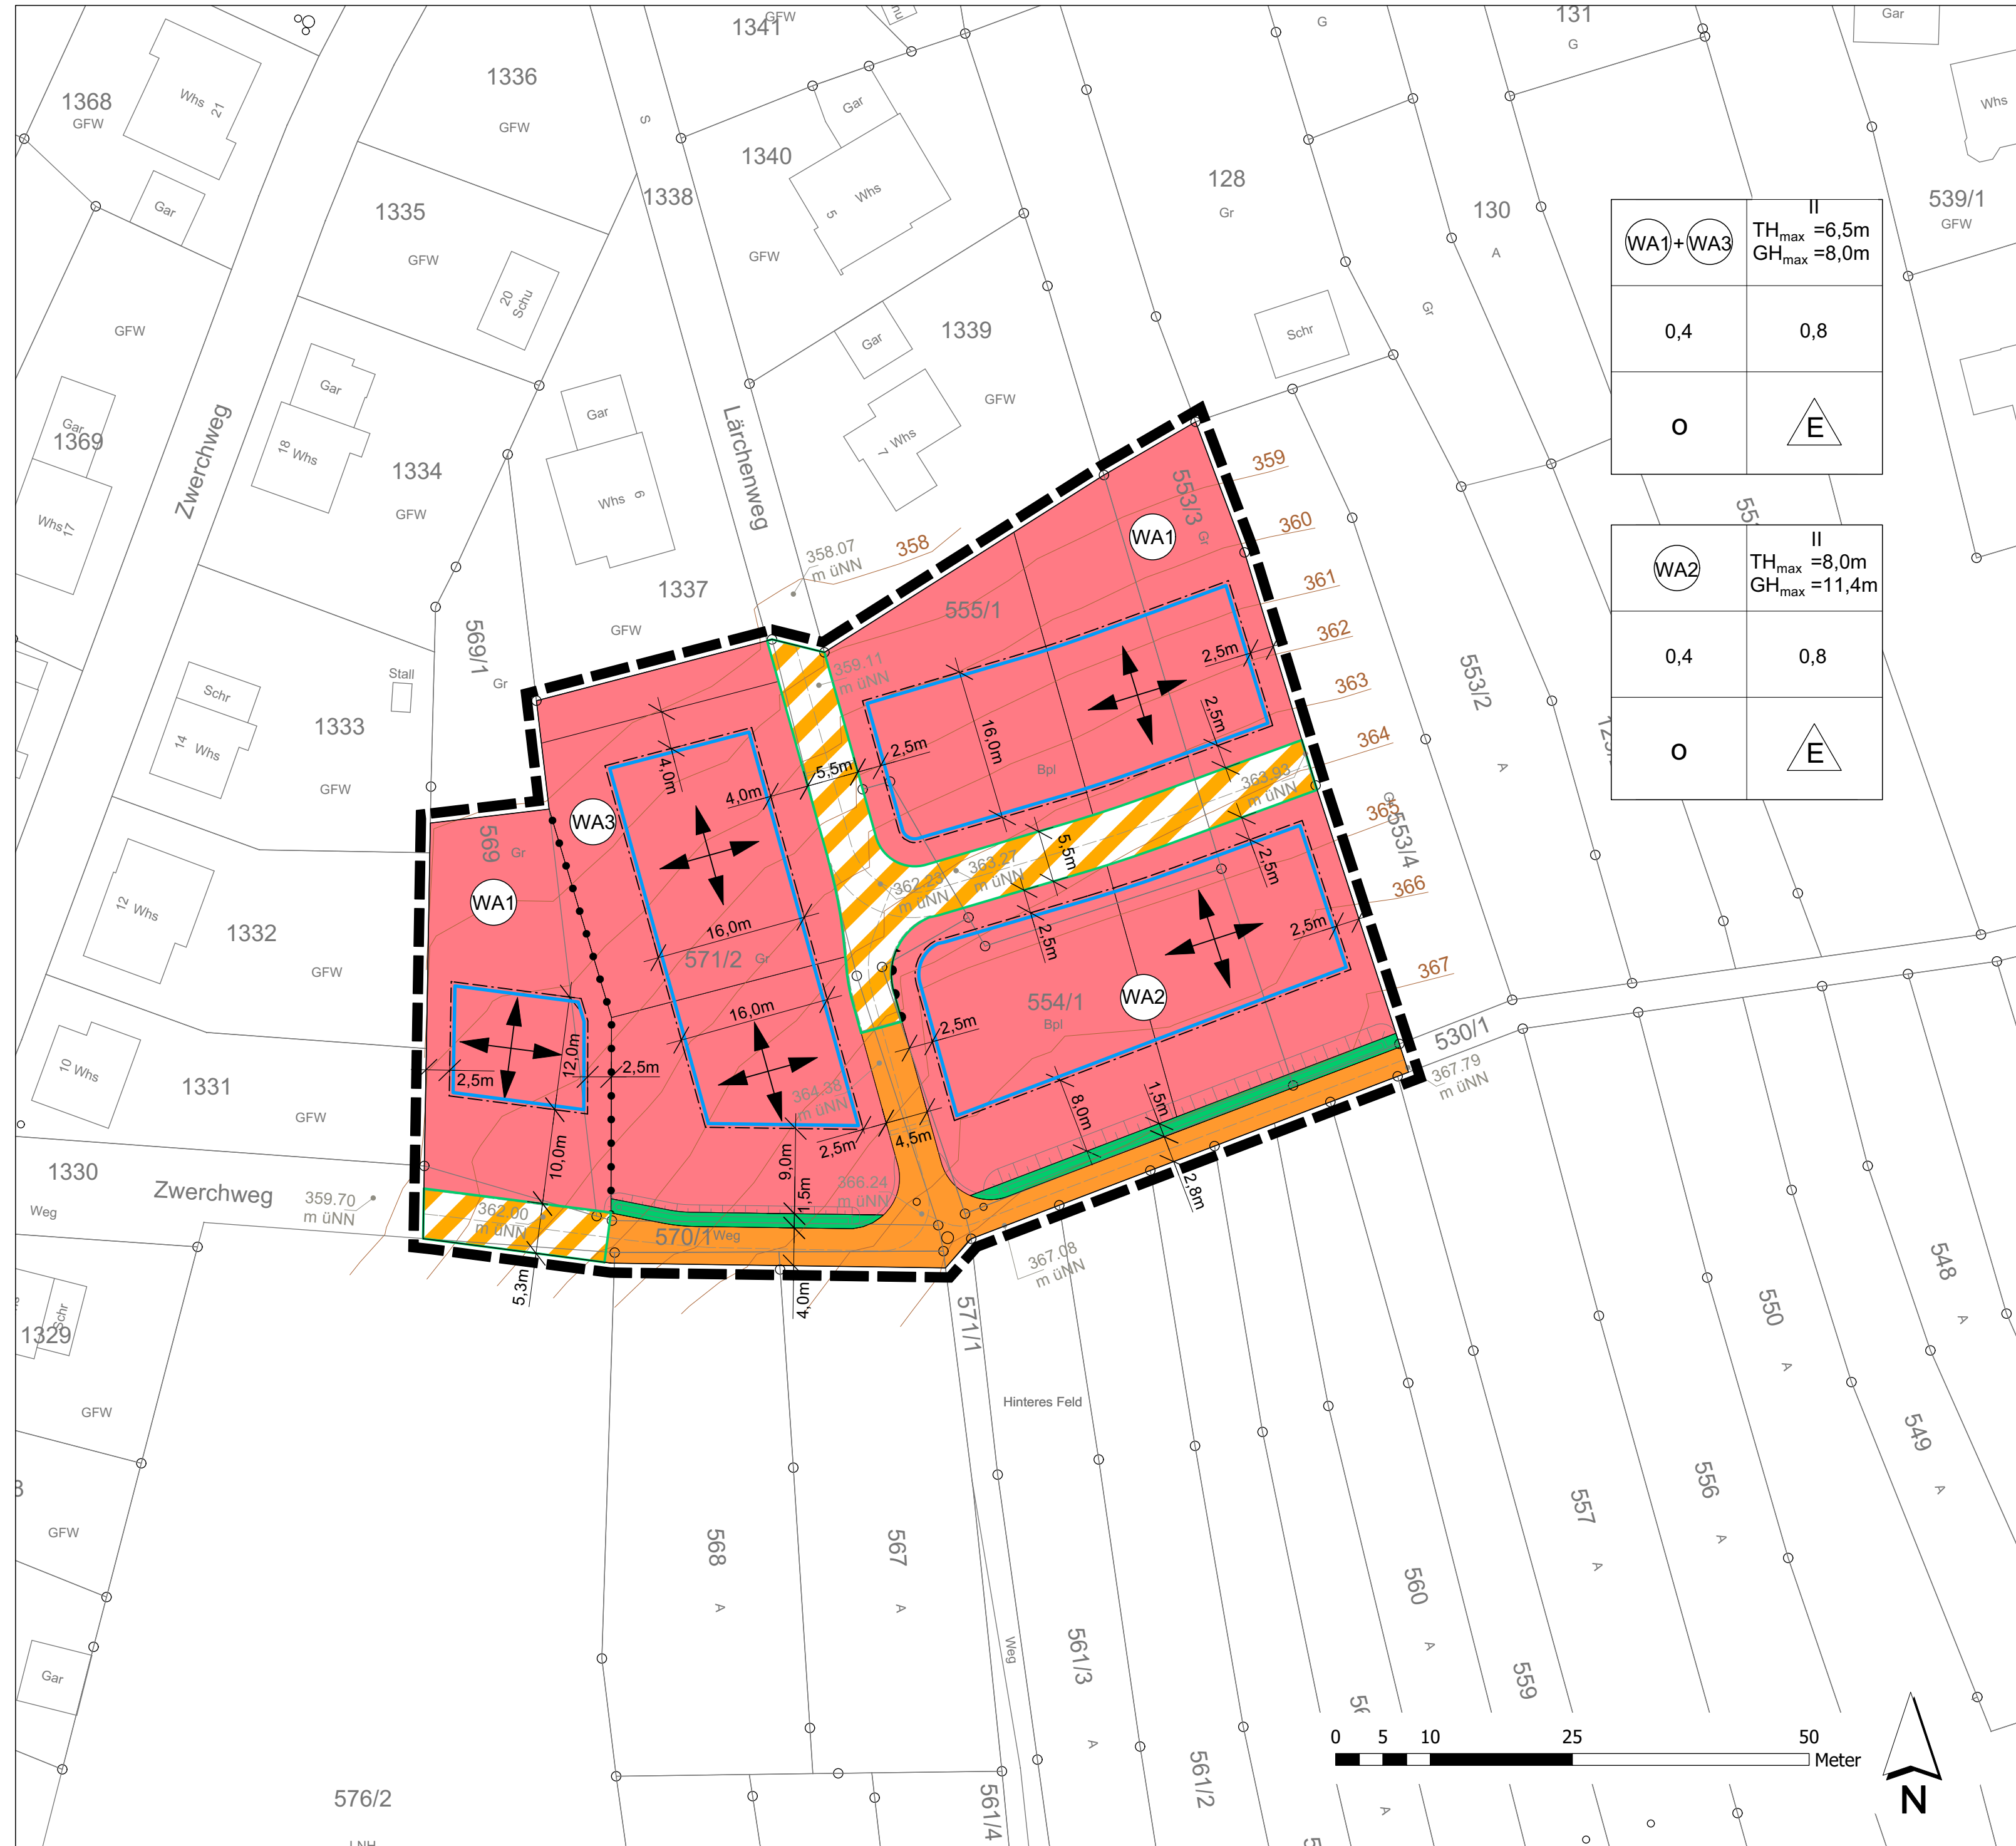 1341
GFW
131
G
G
Gar
1368
GFW
Whs
21
1336
GFW
S
Gar
1340
Whs
5
GFW
1338
128
Gr
130
A
Gr
539/1
GFW
Whs
Gar
1335
GFW
20
Schu
GFW
Gar
1369
Whs
17
Zwerchweg
Gar
18
Whs
1334
GFW
Gar
Whs
6
Lärchenweg
Gar
1339
GFW
7
Whs
Schr
WA1
+
WA3
II
THmax =6,5m
GHmax =8,0m
0,4
0,8
o
E
WA2
II
THmax =8,0m
GHmax =11,4m
0,4
0,8
o
E
359
360
361
362
363
364
365
366
367
358
358.07
m üNN
553/3
Gr
WA1
555/1
1337
GFW
569/1
Gr
Stall
Schr
14
Whs
1333
GFW
359.11
m üNN
2,5m
2,5m
16,0m
Bpl
2,5m
5,5m
4,0m
4,0m
WA3
569
Gr
WA1
363.93
m üNN
5,5m
363.27
m üNN
362.23
m üNN
2,5m
2,5m
2,5m
553/2
A
553/4
12
Whs
1332
GFW
16,0m
571/2
Gr
16,0m
554/1
Bpl
WA2
2,5m
530/1
367.79
m üNN
10
Whs
1331
GFW
12,0m
2,5m
2,5m
364.38
m üNN
8,0m
1,5m
2,8m
4,5m
2,5m
10,0m
9,0m
1,5m
366.24
m üNN
1330
Weg
Zwerchweg
359.70
m üNN
362.00
m üNN
570/1
Weg
367.08
m üNN
5,3m
4,0m
571/1
Schr
1329
GFW
Hinteres Feld
548
A
550
A
549
A
GFW
568
A
567
A
557
A
556
A
560
A
559
Gar
Weg
561/3
A
561/2
A
561/4
576/2
0
5
10
25
50
Meter
N